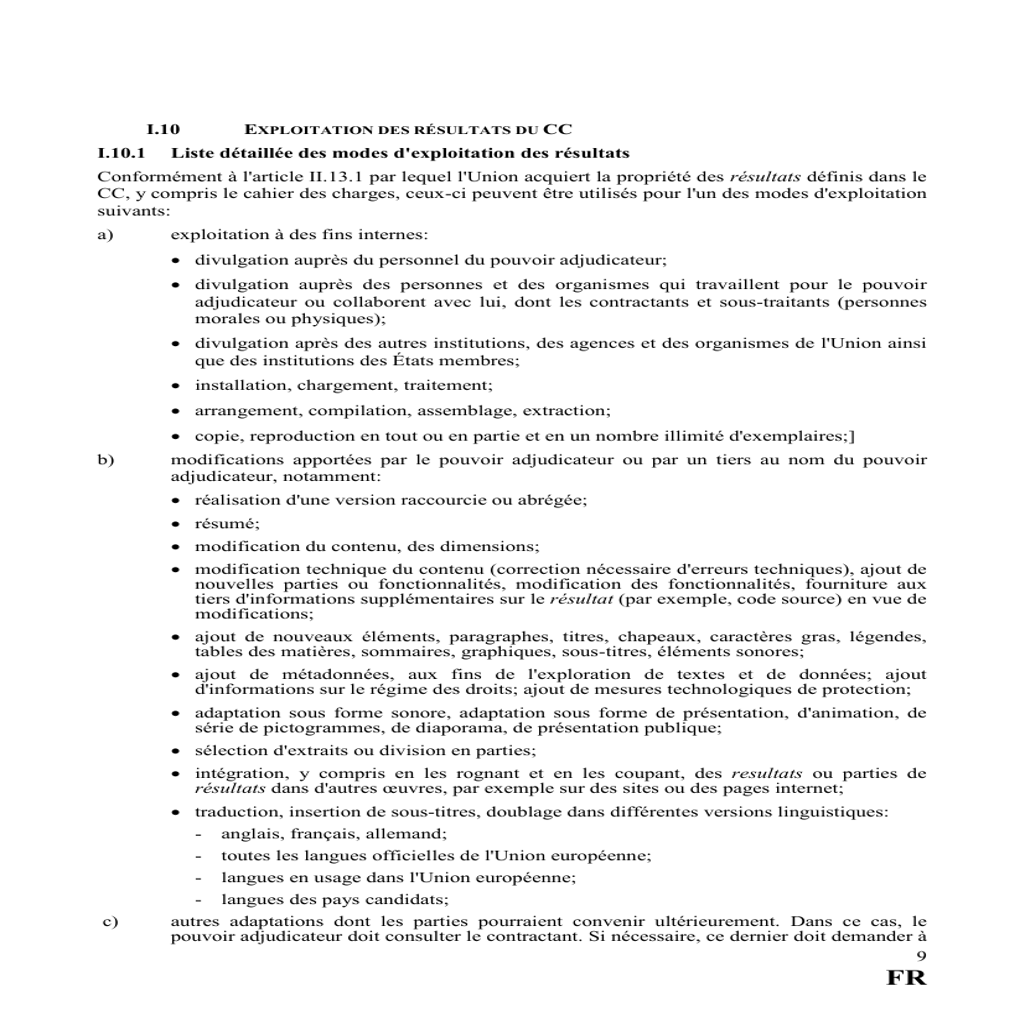 I.10 EXPLOITATION DES RÉSULTATS DU CC
I.10.1 Liste détaillée des modes d'exploitation des résultats
Conformément à l'article II.13.1 par lequel l'Union acquiert la propriété des résultats définis dans le
CC, y compris le cahier des charges, ceux-ci peuvent être utilisés pour l'un des modes d'exploitation
suivants:
a) exploitation à des fins internes:
• divulgation auprès du personnel du pouvoir adjudicateur;
• divulgation auprès des personnes et des organismes qui travaillent pour le pouvoir
adjudicateur ou collaborent avec lui, dont les contractants et sous-traitants (personnes
morales ou physiques);
• divulgation après des autres institutions, des agences et des organismes de l'Union ainsi
que des institutions des États membres;
• installation, chargement, traitement;
• arrangement, compilation, assemblage, extraction;
• copie, reproduction en tout ou en partie et en un nombre illimité d'exemplaires;]
b) modifications apportées par le pouvoir adjudicateur ou par un tiers au nom du pouvoir
adjudicateur, notamment:
• réalisation d'une version raccourcie ou abrégée;
• résumé;
• modification du contenu, des dimensions;
• modification technique du contenu (correction nécessaire d'erreurs techniques), ajout de
nouvelles parties ou fonctionnalités, modification des fonctionnalités, fourniture aux
tiers d'informations supplémentaires sur le résultat (par exemple, code source) en vue de
modifications;
• ajout de nouveaux éléments, paragraphes, titres, chapeaux, caractères gras, légendes,
tables des matières, sommaires, graphiques, sous-titres, éléments sonores;
• ajout de métadonnées, aux fins de l'exploration de textes et de données; ajout
d'informations sur le régime des droits; ajout de mesures technologiques de protection;
• adaptation sous forme sonore, adaptation sous forme de présentation, d'animation, de
série de pictogrammes, de diaporama, de présentation publique;
• sélection d'extraits ou division en parties;
• intégration, y compris en les rognant et en les coupant, des resultats ou parties de
résultats dans d'autres œuvres, par exemple sur des sites ou des pages internet;
• traduction, insertion de sous-titres, doublage dans différentes versions linguistiques:
- anglais, français, allemand;
- toutes les langues officielles de l'Union européenne;
- langues en usage dans l'Union européenne;
- langues des pays candidats;
c) autres adaptations dont les parties pourraient convenir ultérieurement. Dans ce cas, le
pouvoir adjudicateur doit consulter le contractant. Si nécessaire, ce dernier doit demander à
9
FR